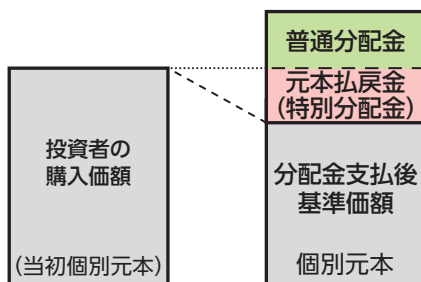 普通分配金
元本払戻金
(特別分配金)
投資者の
購入価額
(当初個別元本)
分配金支払後
基準価額
個別元本